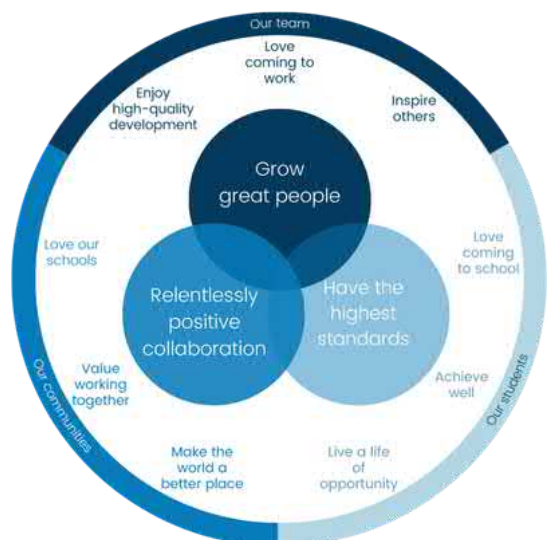 Our team
Love
coming to
work
Enjoy
high-quality
development
Inspire
others
Grow
great people
Love our
schools
Love
coming
to school
Relentlessly
positive
collaboration
Have the
highest
standards
Value
working
together
Achieve
well
Our communities
Our students
Make the
world a
better place
Live a life
of
opportunity